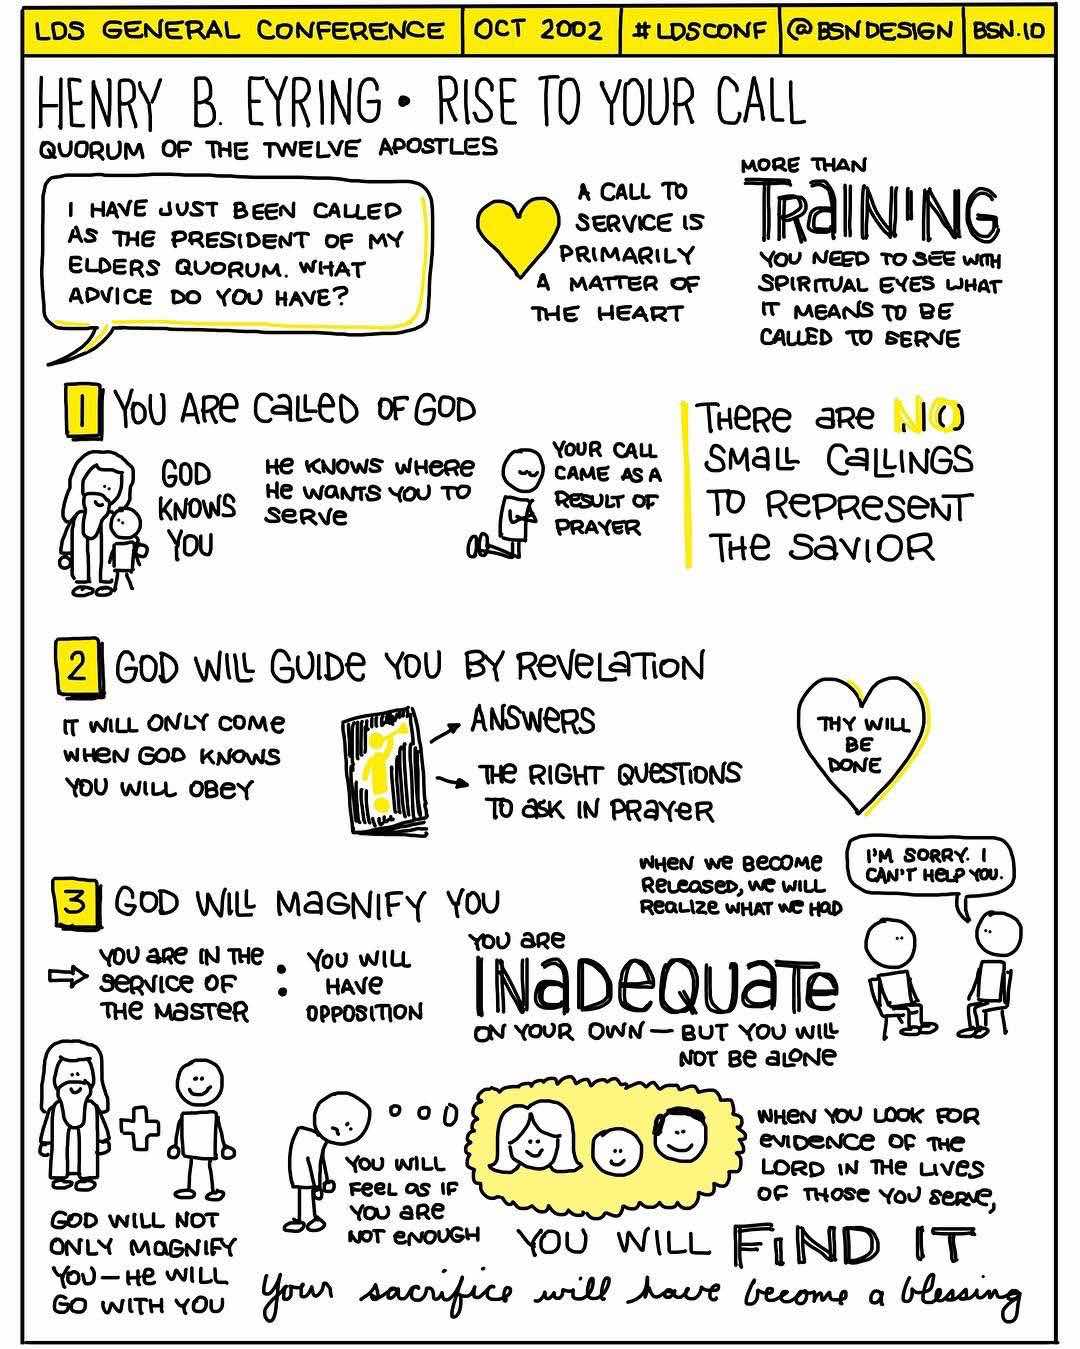 LDS GENERAL CONFERENCE
OCT 2002
#LDSCONF
@BSNDESIGN
BSN.IO
HENRY B. EYRING • RISE TO YOUR CALL
QUORUM OF THE TWELVE APOSTLES
I HAVE JUST BEEN CALLED
AS THE PRESIDENT OF MY
ELDERS QUORUM. WHAT
ADVICE DO YOU HAVE?
A CALL TO
SERVICE IS
PRIMARILY
A MATTER OF
THE HEART
MORE THAN
TRAINING
YOU NEED TO SEE WITH
SPIRITUAL EYES WHAT
IT MEANS TO BE
CALLED TO SERVE
1 YOU ARE CALLED OF GOD
GOD
KNOWS
YOU
HE KNOWS WHERE
HE WANTS YOU TO
SERVE
YOUR CALL
CAME AS A
RESULT OF
PRAYER
THERE ARE NO
SMALL CALLINGS
TO REPRESENT
THE SAVIOR
2 GOD WILL GUIDE YOU BY REVELATION
IT WILL ONLY COME
WHEN GOD KNOWS
YOU WILL OBEY
ANSWERS
THE RIGHT QUESTIONS
TO ASK IN PRAYER
THY WILL
BE
DONE
3 GOD WILL MAGNIFY YOU
YOU ARE IN THE
SERVICE OF
THE MASTER
:
YOU WILL
HAVE
OPPOSITION
WHEN WE BECOME
RELEASED, WE WILL
REALIZE WHAT WE HAD
I'M SORRY. I
CAN'T HELP YOU.
YOU ARE
INADEQUATE
ON YOUR OWN — BUT YOU WILL
NOT BE ALONE
GOD WILL NOT
ONLY MAGNIFY
YOU — HE WILL
GO WITH YOU
YOU WILL
FEEL AS IF
YOU ARE
NOT ENOUGH
WHEN YOU LOOK FOR
EVIDENCE OF THE
LORD IN THE LIVES
OF THOSE YOU SERVE,
YOU WILL FIND IT
Your sacrifice will have become a blessing